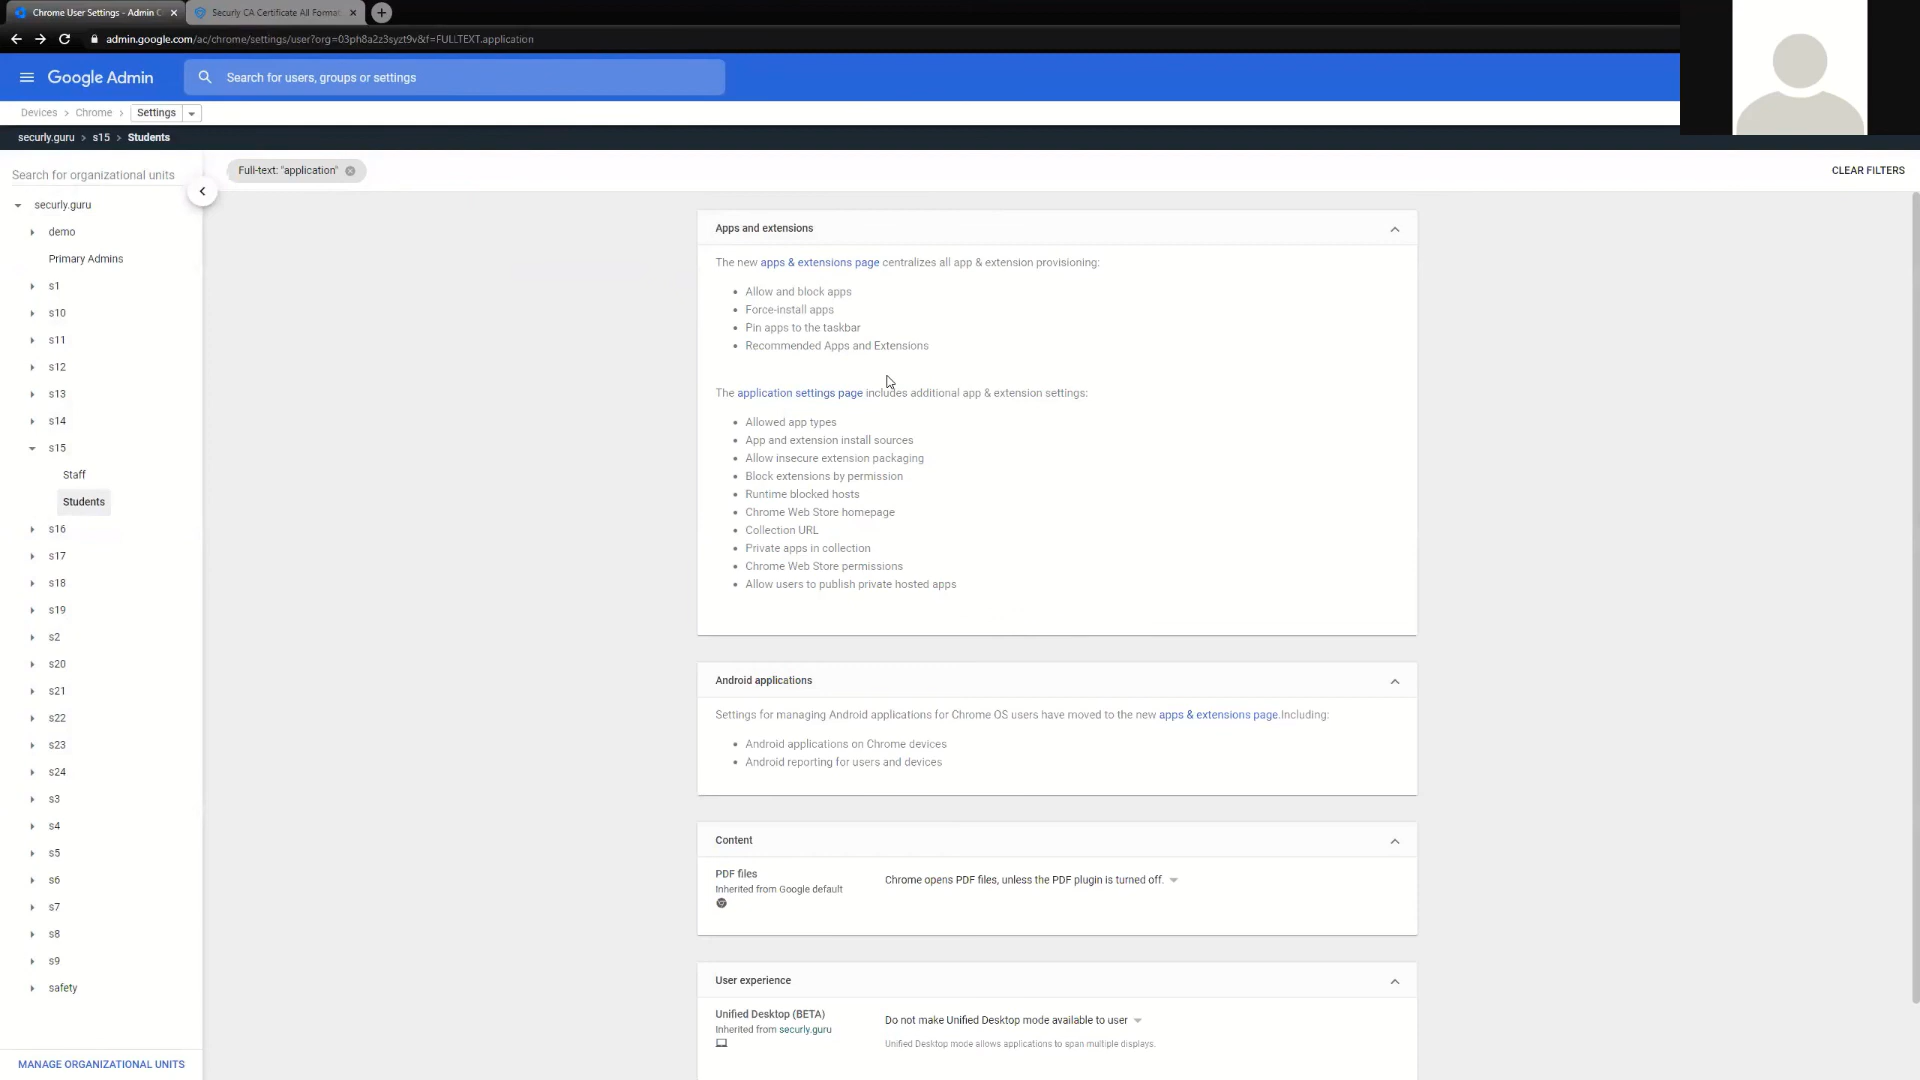 Chrome User Settings - Admin C
Securly CA Certificate All Format
admin.google.com/ac/chrome/settings/user?org=03ph8a2z3syzt9v&f=FULLTEXT.application
Google Admin
Search for users, groups or settings
Devices > Chrome > Settings
securly.guru > s15 > Students
Search for organizational units
Full-text: "application"
CLEAR FILTERS
securly.guru
demo
Primary Admins
s1
s10
s11
s12
s13
s14
s15
Staff
Students
s16
s17
s18
s19
s2
s20
s21
s22
s23
s24
s3
s4
s5
s6
s7
s8
s9
safety
MANAGE ORGANIZATIONAL UNITS
Apps and extensions
The new apps & extensions page centralizes all app & extension provisioning:
Allow and block apps
Force-install apps
Pin apps to the taskbar
Recommended Apps and Extensions
The application settings page includes additional app & extension settings:
Allowed app types
App and extension install sources
Allow insecure extension packaging
Block extensions by permission
Runtime blocked hosts
Chrome Web Store homepage
Collection URL
Private apps in collection
Chrome Web Store permissions
Allow users to publish private hosted apps
Android applications
Settings for managing Android applications for Chrome OS users have moved to the new apps & extensions page.Including:
Android applications on Chrome devices
Android reporting for users and devices
Content
PDF files
Inherited from Google default
Chrome opens PDF files, unless the PDF plugin is turned off.
User experience
Unified Desktop (BETA)
Inherited from securly.guru
Do not make Unified Desktop mode available to user
Unified Desktop mode allows applications to span multiple displays.